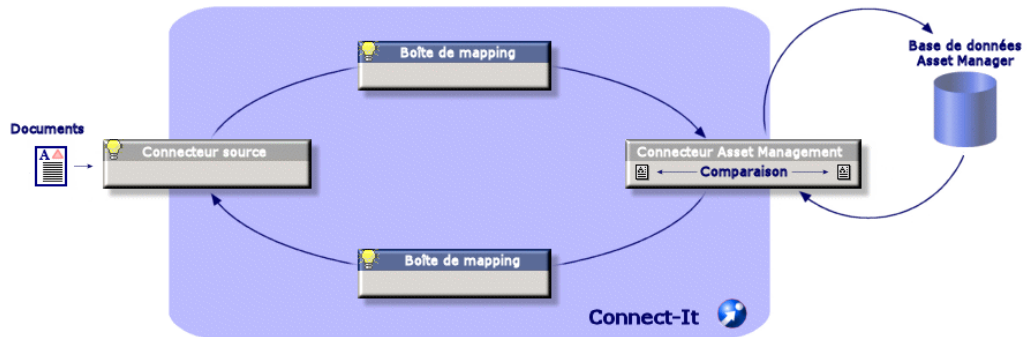 Boîte de mapping
Base de données
Asset Manager
Documents
A
Connecteur source
Connecteur Asset Management
Comparaison
Boîte de mapping
Connect-It